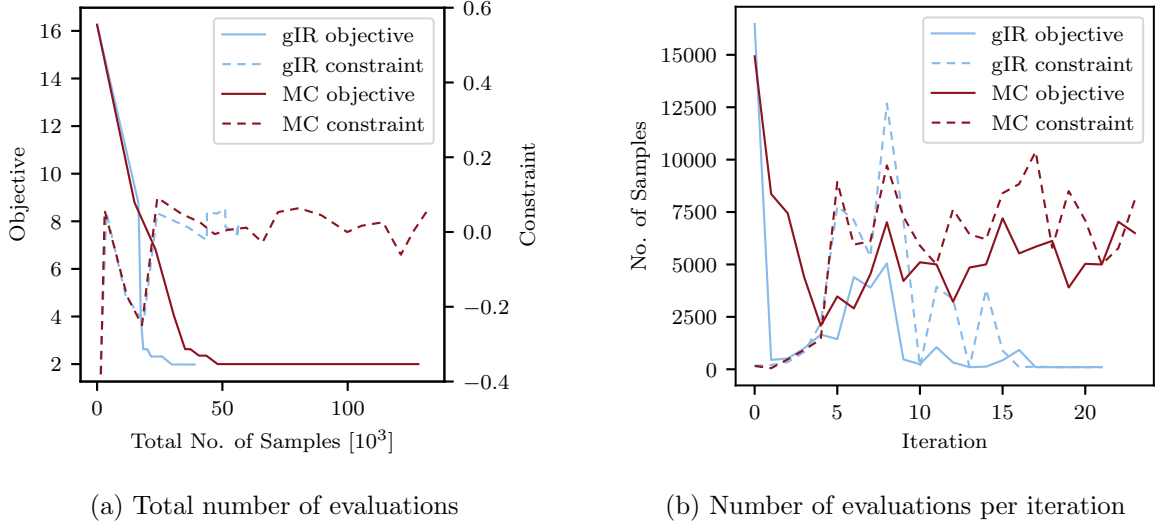 gIR objective
gIR constraint
MC objective
MC constraint
16
14
12
10
8
6
4
2
Objective
0.6
0.4
0.2
0.0
−0.2
−0.4
Constraint
0
50
100
Total No. of Samples [10³]
(a) Total number of evaluations
gIR objective
gIR constraint
MC objective
MC constraint
15000
12500
10000
7500
5000
2500
0
No. of Samples
0
5
10
15
20
Iteration
(b) Number of evaluations per iteration